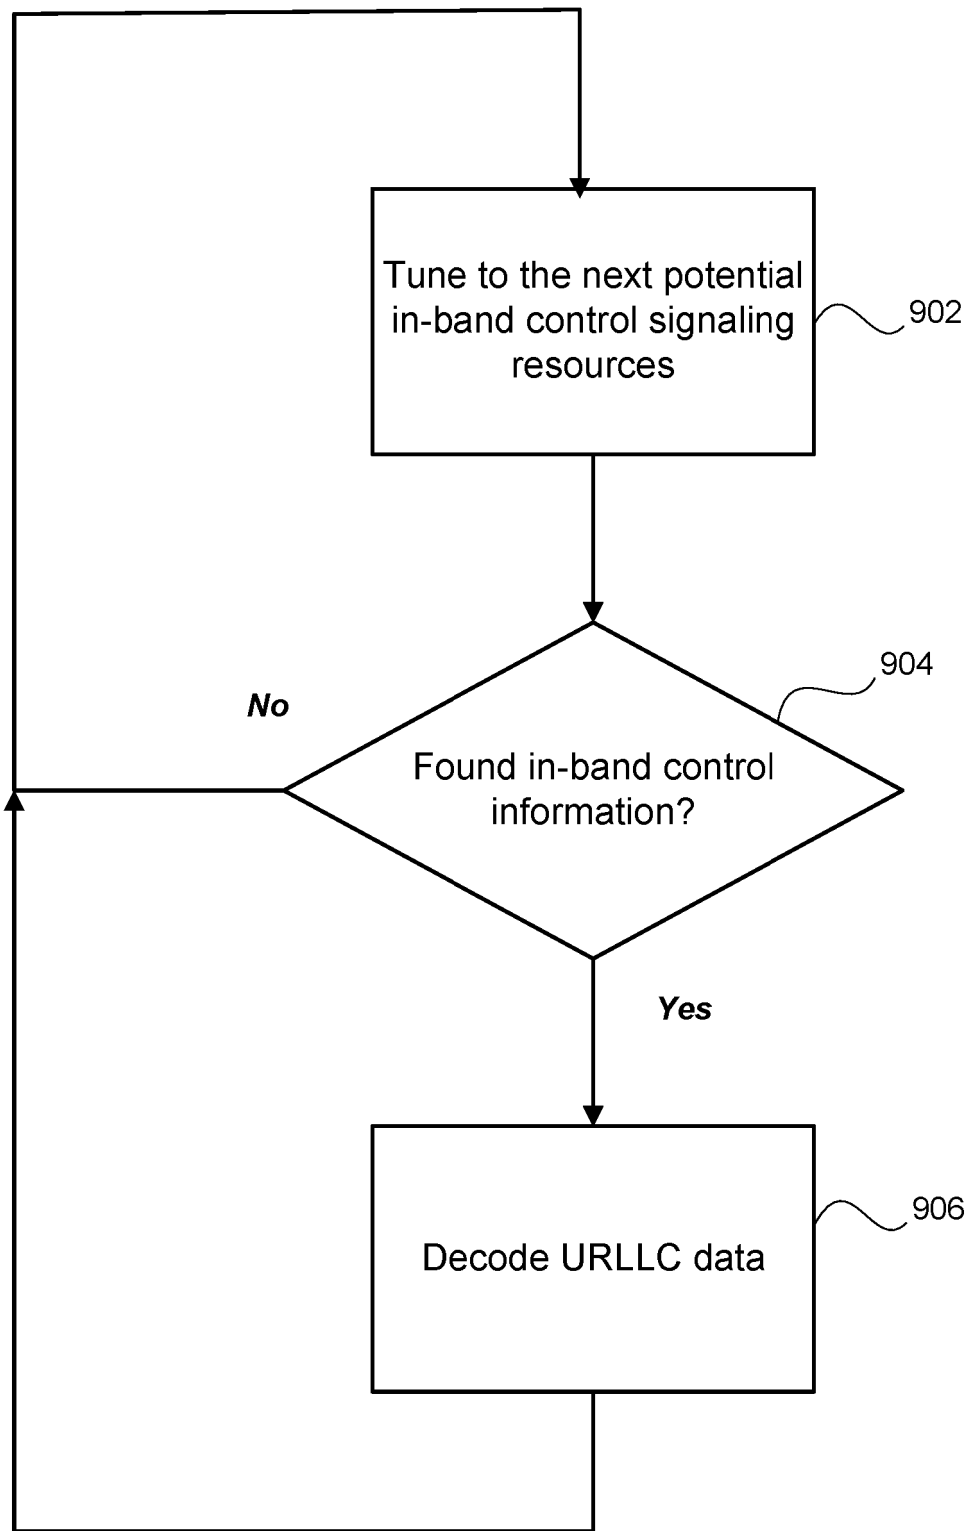 Tune to the next potential
in-band control signaling
resources
902
904
No
Found in-band control
information?
Yes
906
Decode URLLC data